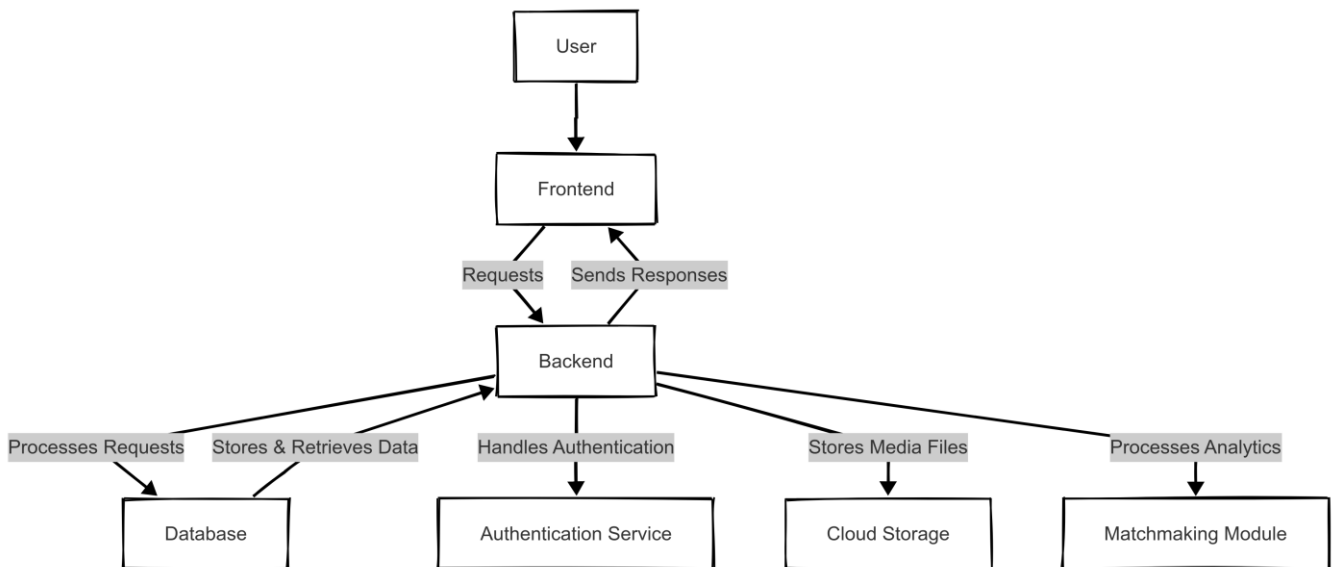 User
Frontend
Requests
Sends Responses
Backend
Processes Requests
Stores & Retrieves Data
Handles Authentication
Stores Media Files
Processes Analytics
Database
Authentication Service
Cloud Storage
Matchmaking Module